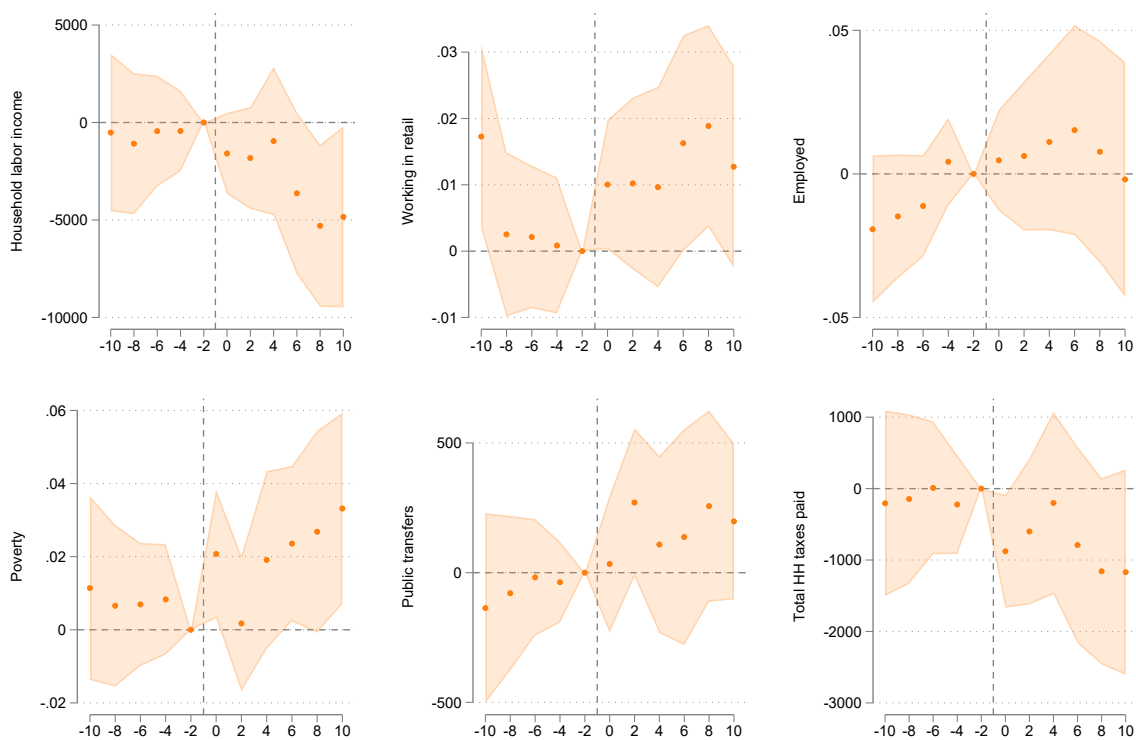 Household labor income
5000
0
-5000
-10000
-10 -8 -6 -4 -2 0 2 4 6 8 10
Working in retail
.03
.02
.01
0
-.01
-10 -8 -6 -4 -2 0 2 4 6 8 10
Employed
.05
0
-.05
-10 -8 -6 -4 -2 0 2 4 6 8 10
Poverty
.06
.04
.02
0
-.02
-10 -8 -6 -4 -2 0 2 4 6 8 10
Public transfers
500
0
-500
-10 -8 -6 -4 -2 0 2 4 6 8 10
Total HH taxes paid
1000
0
-1000
-2000
-3000
-10 -8 -6 -4 -2 0 2 4 6 8 10